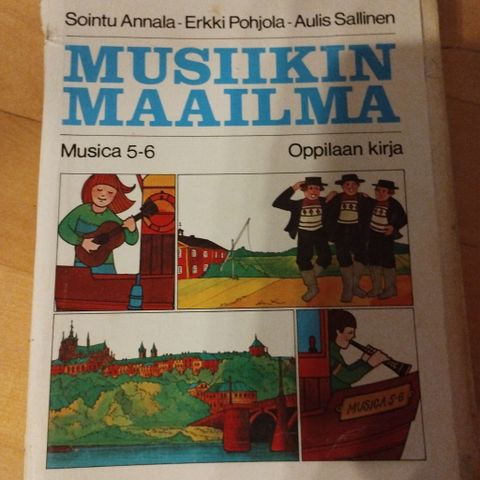 Sointu Annala - Erkki Pohjola - Aulis Sallinen
MUSIIKIN
MAAILMA
Musica 5-6 Oppilaan kirja
MUSICA 5-6